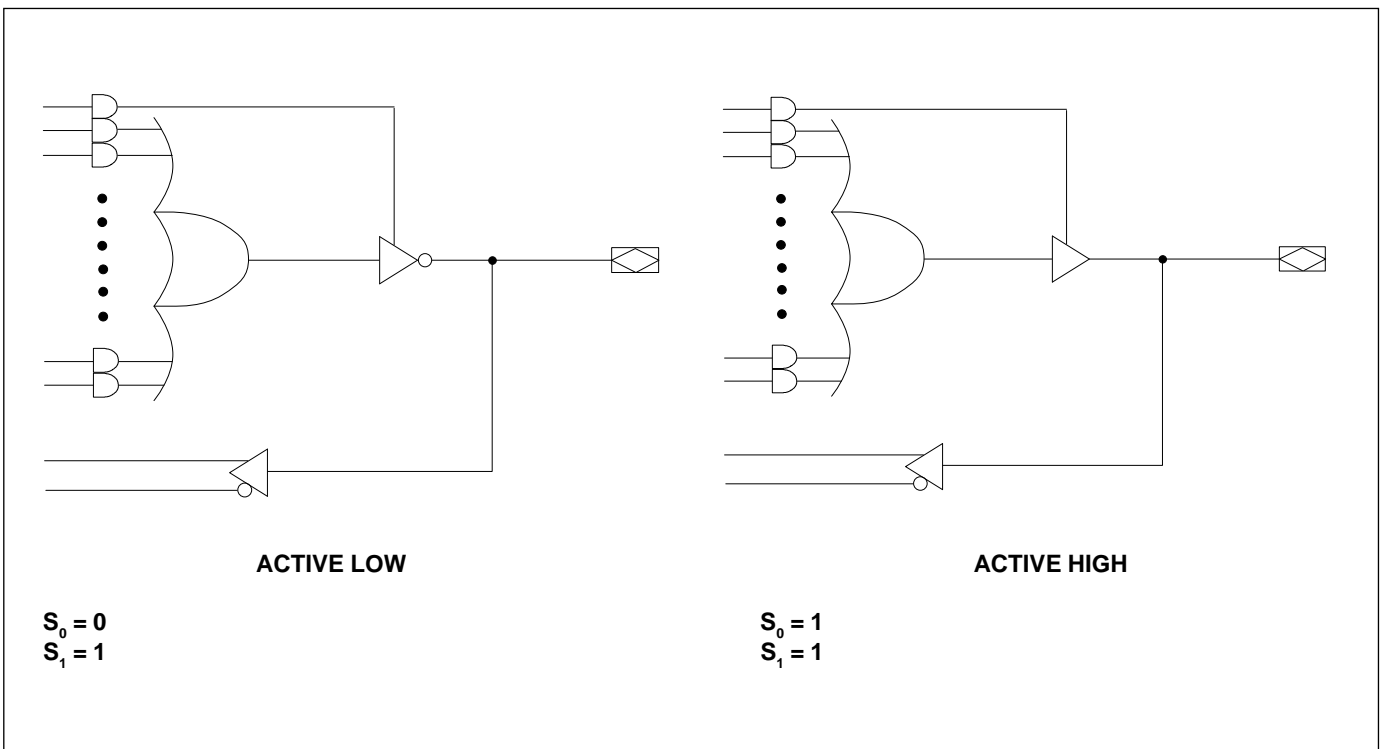 ACTIVE LOW
ACTIVE HIGH
S₀ = 0
S₁ = 1
S₀ = 1
S₁ = 1